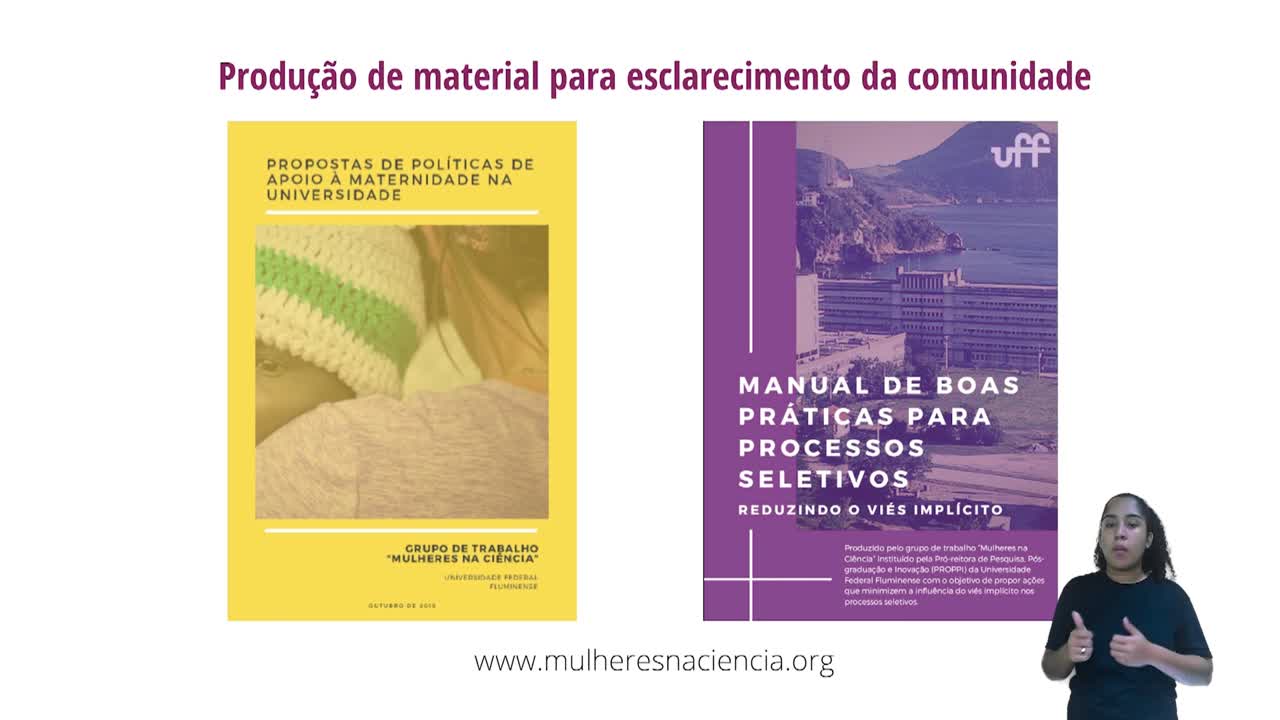 Produção de material para esclarecimento da comunidade
PROPOSTAS DE POLÍTICAS DE
APOIO À MATERNIDADE NA
UNIVERSIDADE
GRUPO DE TRABALHO
"MULHERES NA CIÊNCIA"
UNIVERSIDADE FEDERAL
FLUMINENSE
OUTUBRO DE
uff
MANUAL DE BOAS
PRÁTICAS PARA
PROCESSOS
SELETIVOS
REDUZINDO O VIÉS IMPLÍCITO
Produzido pelo grupo de trabalho "Mulheres na
Ciência" instituído pela Pró-reitora de Pesquisa, Pós-
graduação e Inovação (PROPPI) da Universidade
Federal Fluminense com o objetivo de propor ações
que minimizem a influência do viés implícito nos
processos seletivos.
www.mulheresnaciencia.org